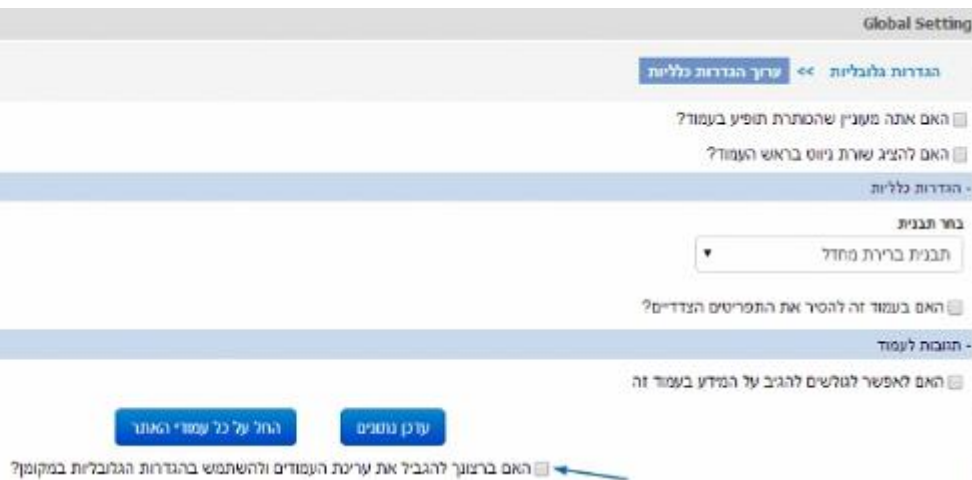 Global Setting
הגדרות גלובליות >> ערוך הגדרות כלליות
האם אתה מעוניין שהכותרת תופיע בעמוד?
האם להציג שורת ניווט בראש העמוד?
- הגדרות כלליות
בחר תבנית
תבנית ברירת מחדל
האם בעמוד זה להסיר את התפריטים הצדדיים?
- תגובות לעמוד
האם לאפשר לגולשים להגיב על המידע בעמוד זה
עדכן נתונים החל על כל עמודי האתר
האם ברצונך להגביל את עריכת העמודים ולהשתמש בהגדרות הגלובליות במקומן?